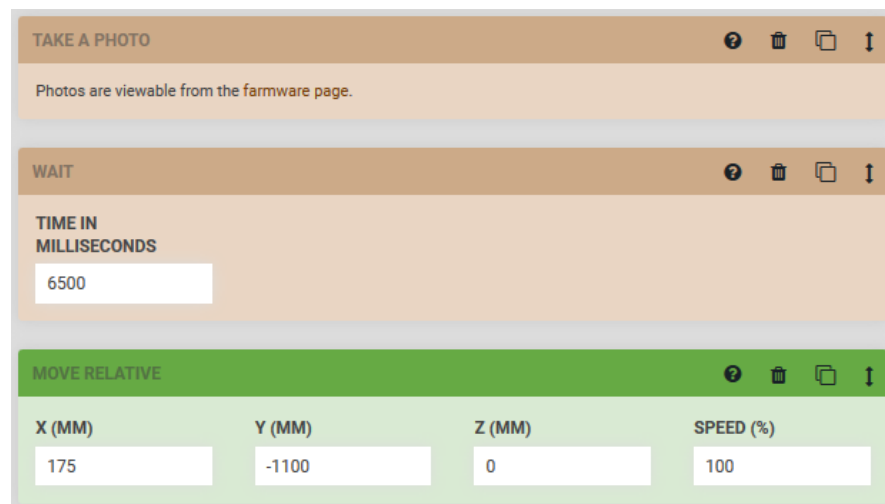 TAKE A PHOTO
Photos are viewable from the farmware page.
WAIT
TIME IN
MILLISECONDS
6500
MOVE RELATIVE
X (MM) Y (MM) Z (MM) SPEED (%)
175 -1100 0 100